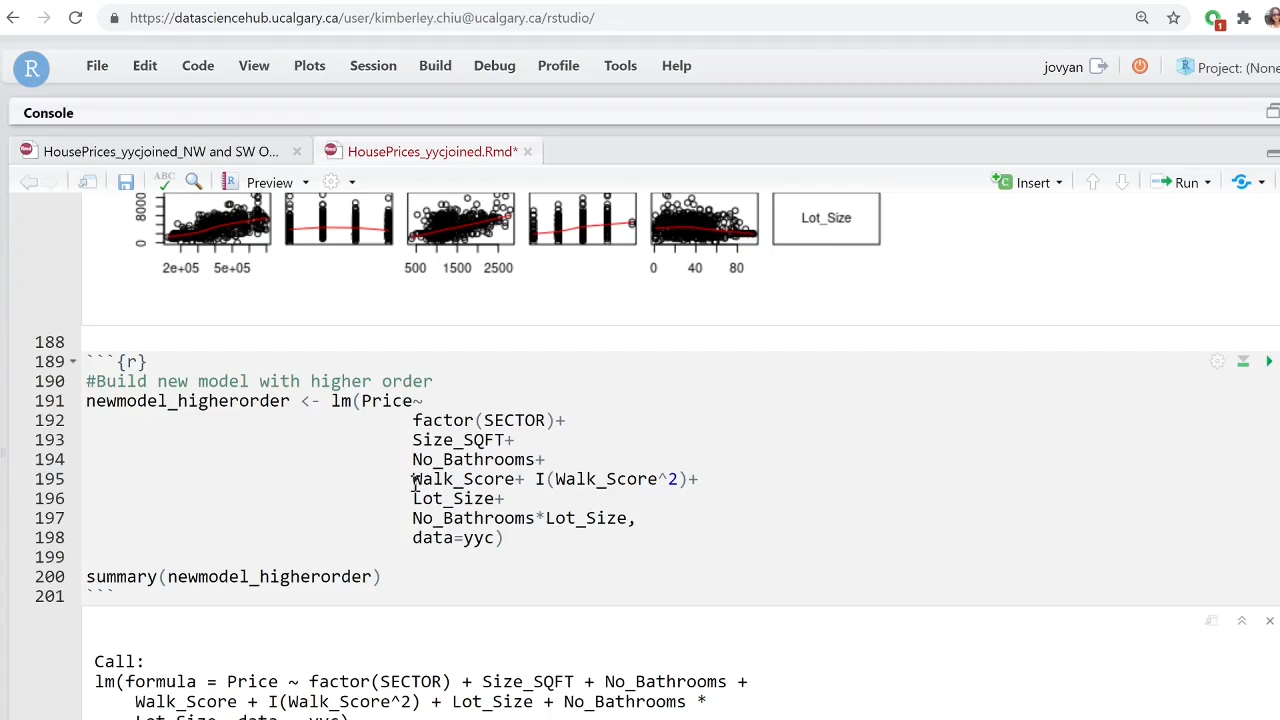 https://datasciencehub.ucalgary.ca/user/kimberley.chiu@ucalgary.ca/rstudio/
1
R File Edit Code View Plots Session Build Debug Profile Tools Help jovyan R Project: (None
Console
HousePrices_yycjoined_NW and SW O... HousePrices_yycjoined.Rmd*
ABC Preview Insert Run
8000
0
Lot_Size
2e+05 5e+05 500 1500 2500 0 40 80
188
189 ```{r}
190 #Build new model with higher order
191 newmodel_higherorder <- lm(Price~
192 factor(SECTOR)+
193 Size_SQFT+
194 No_Bathrooms+
195 Walk_Score+ I(Walk_Score^2)+
196 Lot_Size+
197 No_Bathrooms*Lot_Size,
198 data=yyc)
199
200 summary(newmodel_higherorder)
201 ```
Call:
lm(formula = Price ~ factor(SECTOR) + Size_SQFT + No_Bathrooms +
Walk_Score + I(Walk_Score^2) + Lot_Size + No_Bathrooms *
Lot_Size, data = yyc)